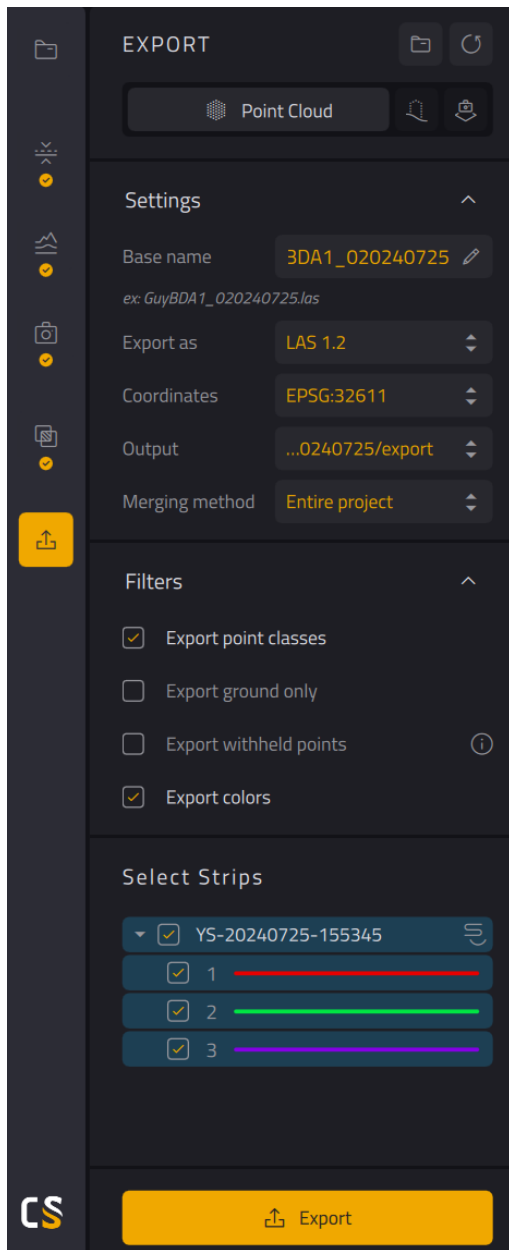 EXPORT
Point Cloud
Settings
Base name 3DA1_020240725
ex: GuyBDA1_020240725.las
Export as LAS 1.2
Coordinates EPSG:32611
Output ...0240725/export
Merging method Entire project
Filters
Export point classes
Export ground only
Export withheld points
Export colors
Select Strips
YS-20240725-155345
1
2
3
CS
Export